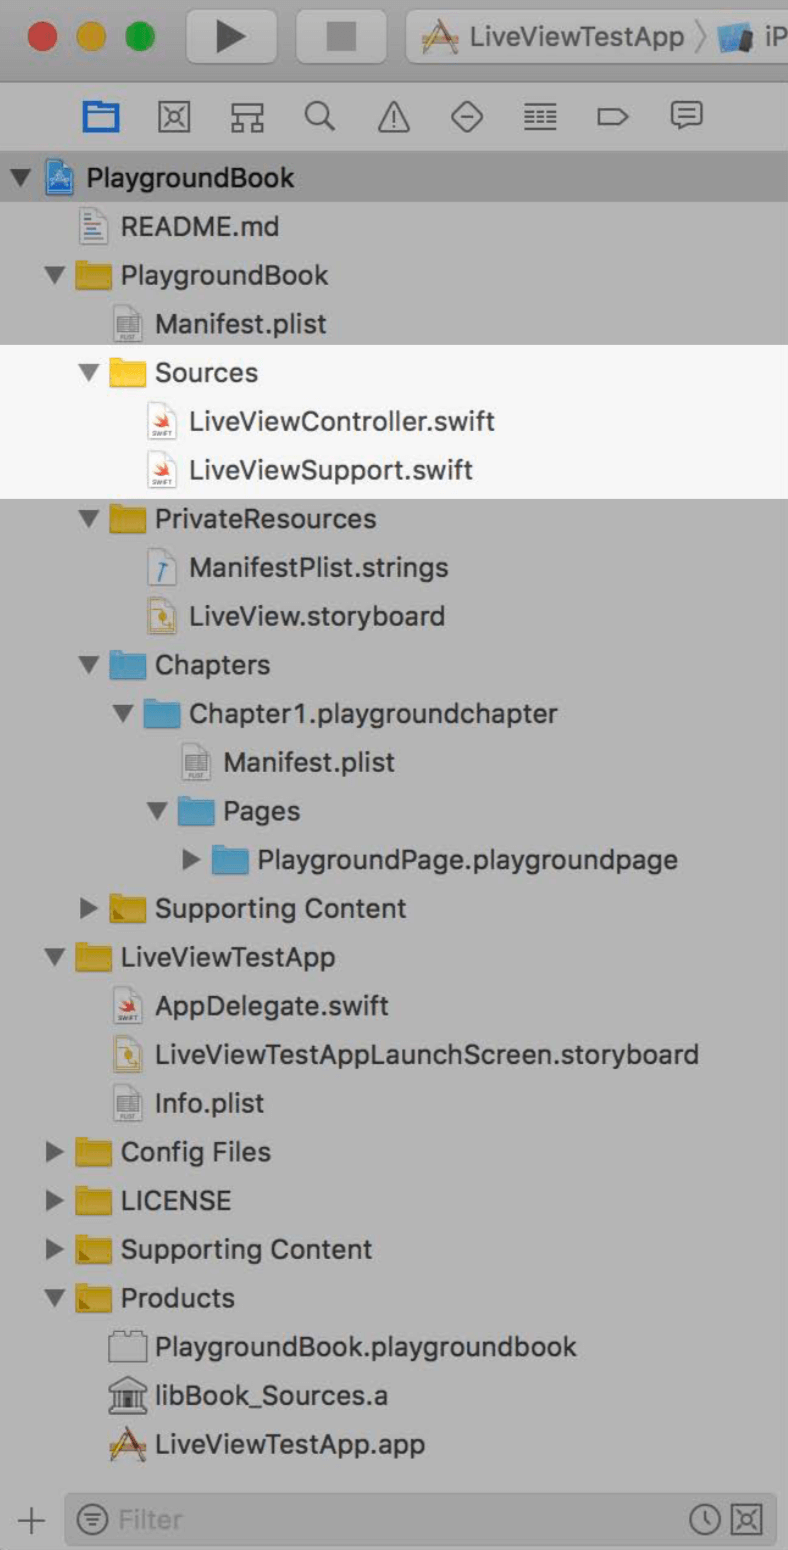 LiveViewTestApp iP
PlaygroundBook
README.md
PlaygroundBook
Manifest.plist
Sources
LiveViewController.swift
LiveViewSupport.swift
PrivateResources
ManifestPlist.strings
LiveView.storyboard
Chapters
Chapter1.playgroundchapter
Manifest.plist
Pages
PlaygroundPage.playgroundpage
Supporting Content
LiveViewTestApp
AppDelegate.swift
LiveViewTestAppLaunchScreen.storyboard
Info.plist
Config Files
LICENSE
Supporting Content
Products
PlaygroundBook.playgroundbook
libBook_Sources.a
LiveViewTestApp.app
Filter